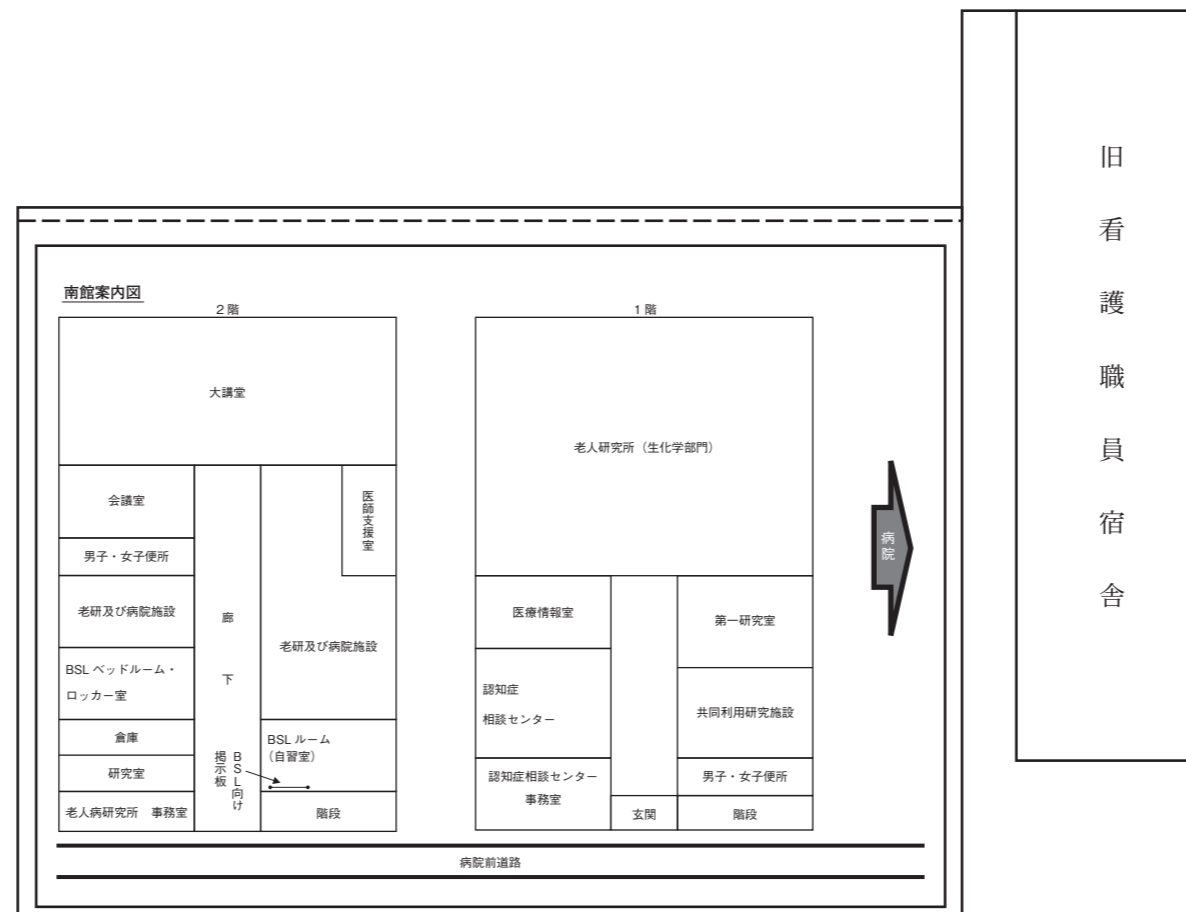 旧看護職員宿舎
南館案内図
2階
大講堂
会議室
医師支援室
男子・女子便所
老研及び病院施設
廊下
老研及び病院施設
BSLベッドルーム・
ロッカー室
倉庫
BSLルーム
(自習室)
研究室
BSL向け
掲示板
老人病研究所 事務室
階段
1階
老人研究所(生化学部門)
医療情報室
第一研究室
認知症
相談センター
共同利用研究施設
認知症相談センター
事務室
男子・女子便所
玄関
階段
病院
病院前道路